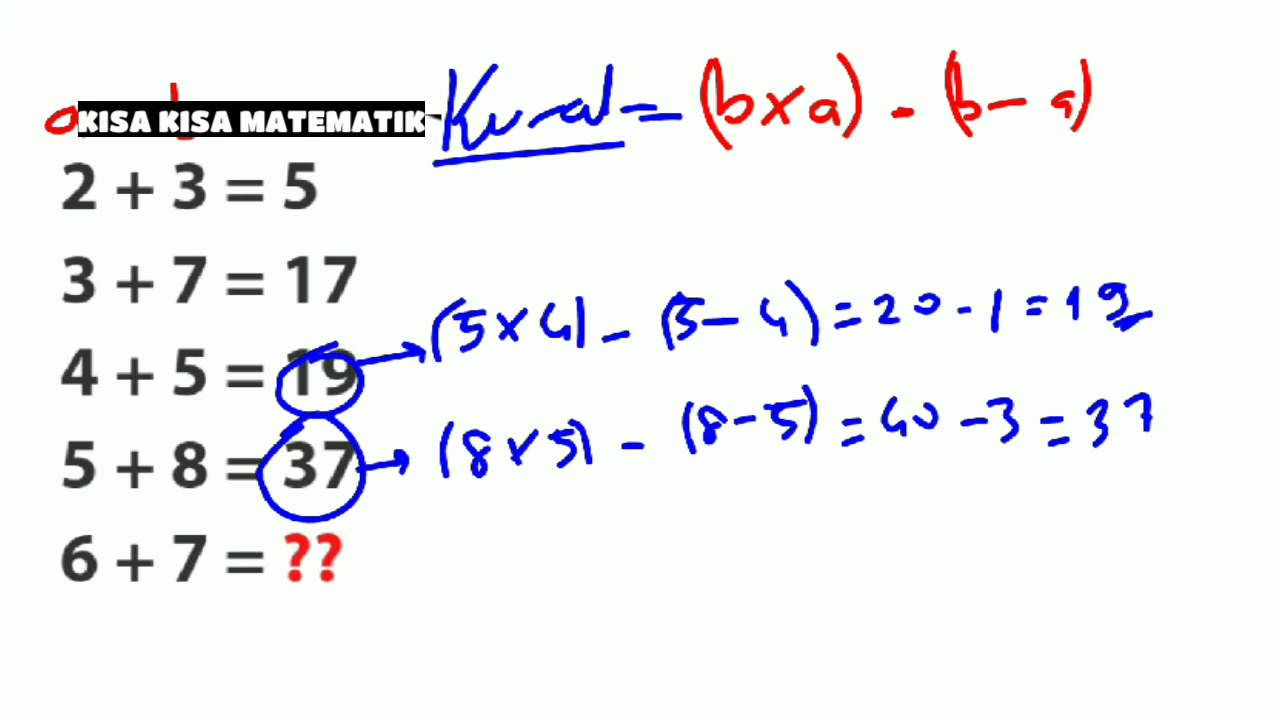 KISA KISA MATEMATIK
Kural = (b x a) - (b - a)
2 + 3 = 5
3 + 7 = 17
(5 x 4) - (5 - 4) = 20 - 1 = 19
4 + 5 = 19
(8 x 5) - (8 - 5) = 40 - 3 = 37
5 + 8 = 37
6 + 7 = ??